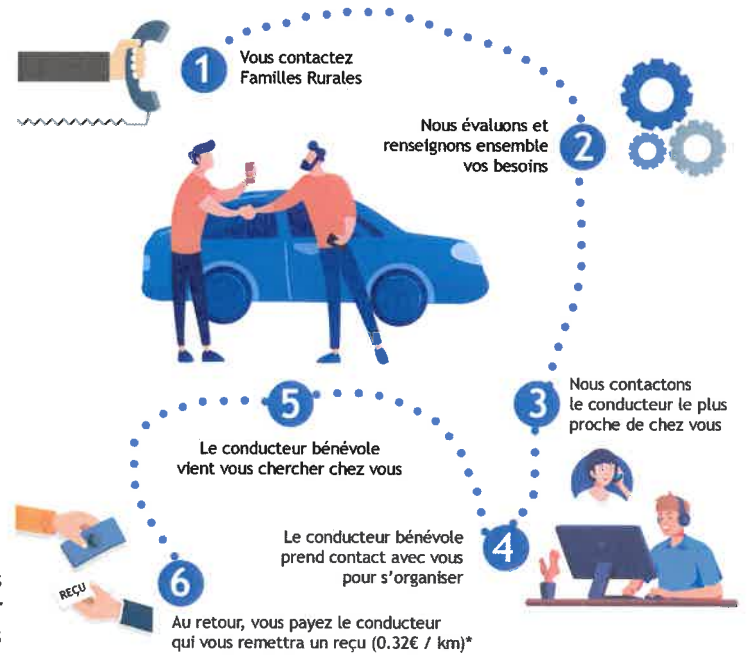 1
Vous contactez
Familles Rurales
Nous évaluons et
renseignons ensemble
vos besoins
2
3
Nous contactons
le conducteur le plus
proche de chez vous
4
Le conducteur bénévole
prend contact avec vous
pour s'organiser
5
Le conducteur bénévole
vient vous chercher chez vous
6
REÇU
Au retour, vous payez le conducteur
qui vous remettra un reçu (0.32€ / km)*